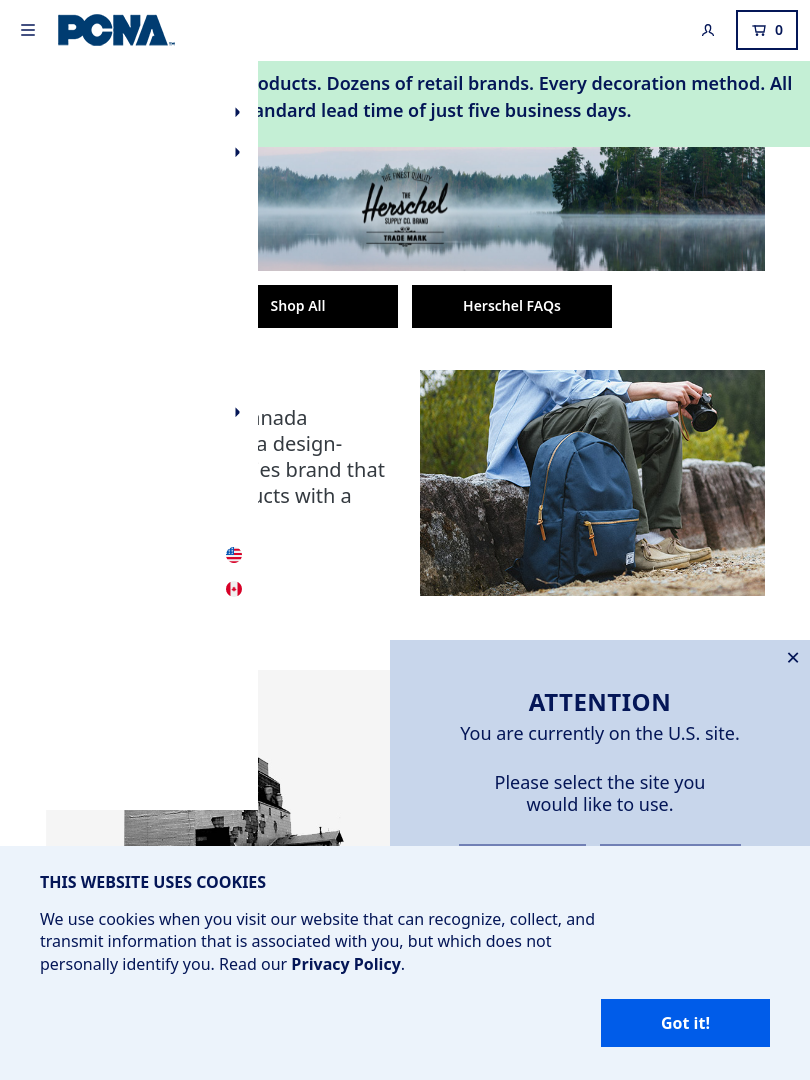 PCNA
0
oducts. Dozens of retail brands. Every decoration method. All
andard lead time of just five business days.
THE FINEST QUALITY
THE
Herschel
SUPPLY CO. BRAND
TRADE MARK
Shop All
Herschel FAQs
anada
a design-
es brand that
ucts with a
ATTENTION
You are currently on the U.S. site.
Please select the site you
would like to use.
THIS WEBSITE USES COOKIES
We use cookies when you visit our website that can recognize, collect, and
transmit information that is associated with you, but which does not
personally identify you. Read our Privacy Policy.
Got it!